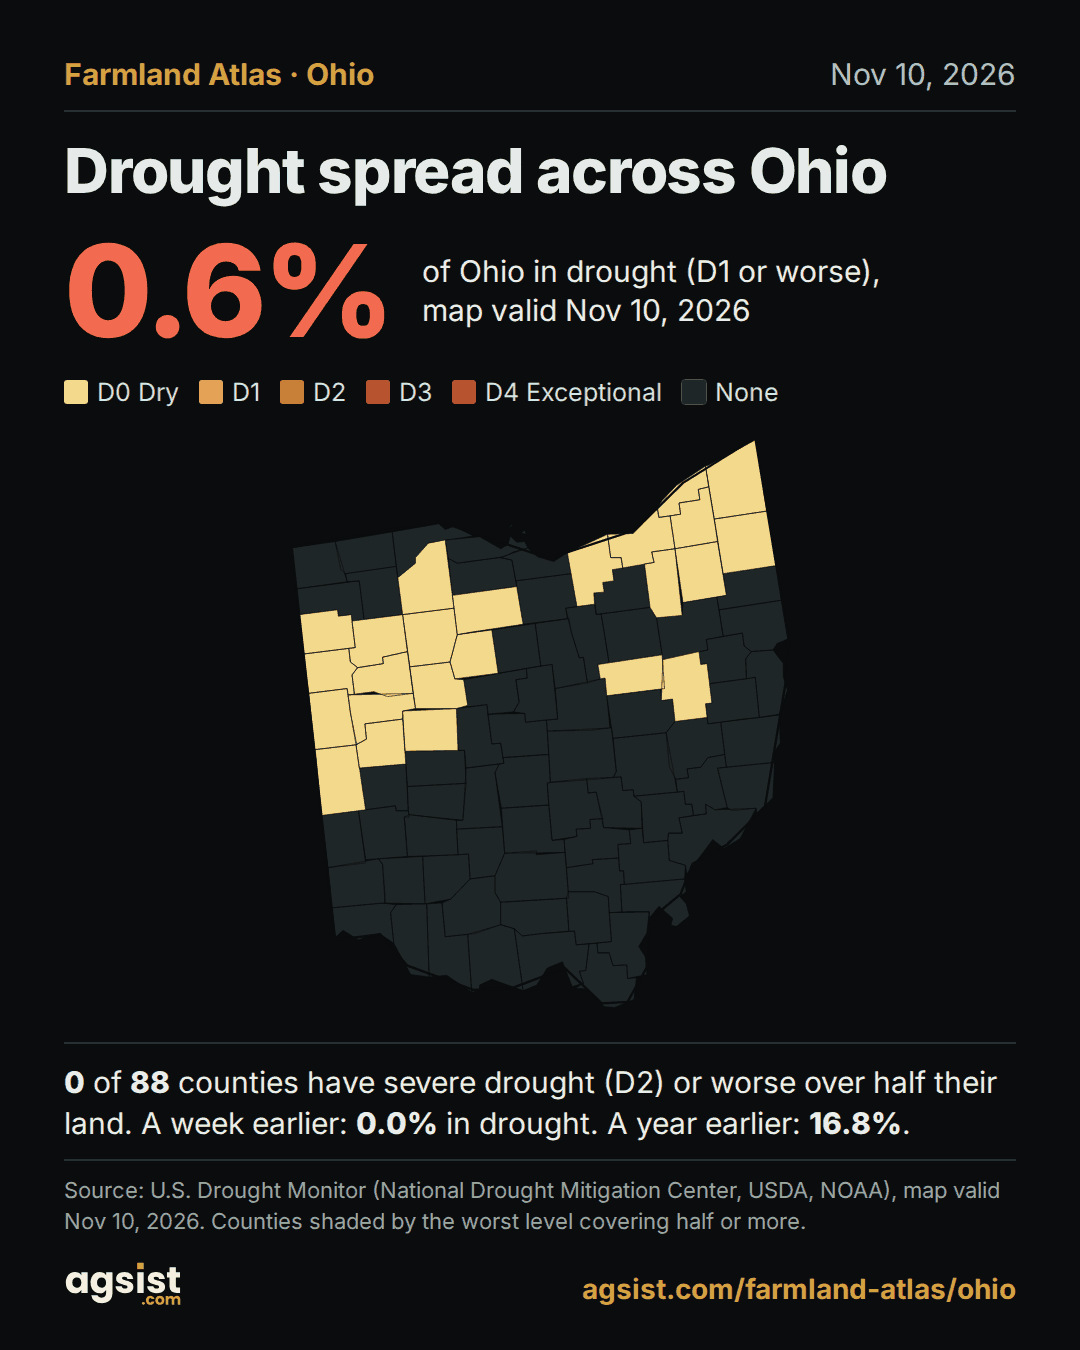 Farmland Atlas · Ohio
Nov 10, 2026
Drought spread across Ohio
0.6%
of Ohio in drought (D1 or worse),
map valid Nov 10, 2026
D0 Dry D1 D2 D3 D4 Exceptional None
0 of 88 counties have severe drought (D2) or worse over half their
land. A week earlier: 0.0% in drought. A year earlier: 16.8%.
Source: U.S. Drought Monitor (National Drought Mitigation Center, USDA, NOAA), map valid
Nov 10, 2026. Counties shaded by the worst level covering half or more.
agsist
.com
agsist.com/farmland-atlas/ohio